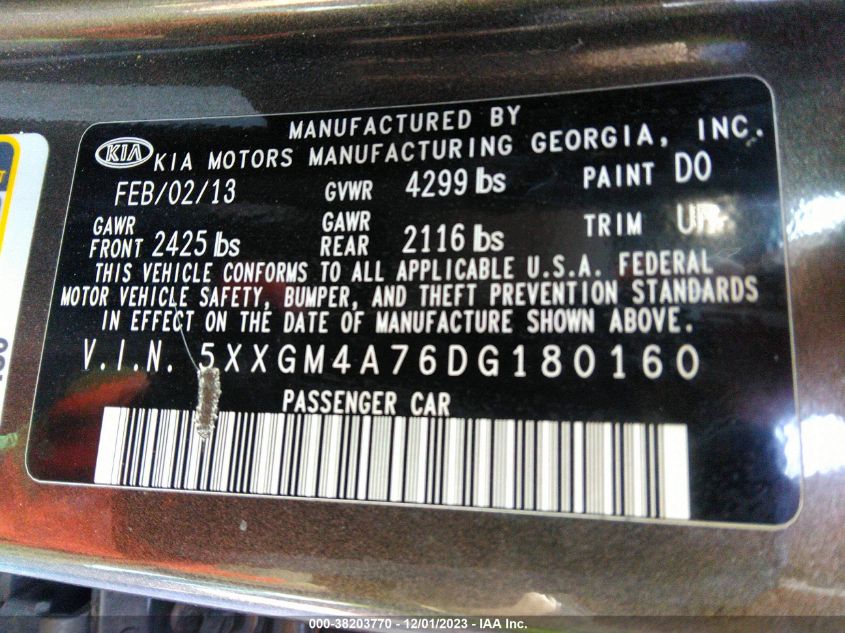 MANUFACTURED BY
KIA KIA MOTORS MANUFACTURING GEORGIA, INC.
FEB/02/13 GVWR 4299 lbs PAINT DO
GAWR FRONT 2425 lbs GAWR REAR 2116 lbs TRIM
THIS VEHICLE CONFORMS TO ALL APPLICABLE U.S.A. FEDERAL
MOTOR VEHICLE SAFETY, BUMPER, AND THEFT PREVENTION STANDARDS
IN EFFECT ON THE DATE OF MANUFACTURE SHOWN ABOVE.
V.I.N. 5XXGM4A76DG180160
PASSENGER CAR
000-38203770 - 12/01/2023 - IAA Inc.